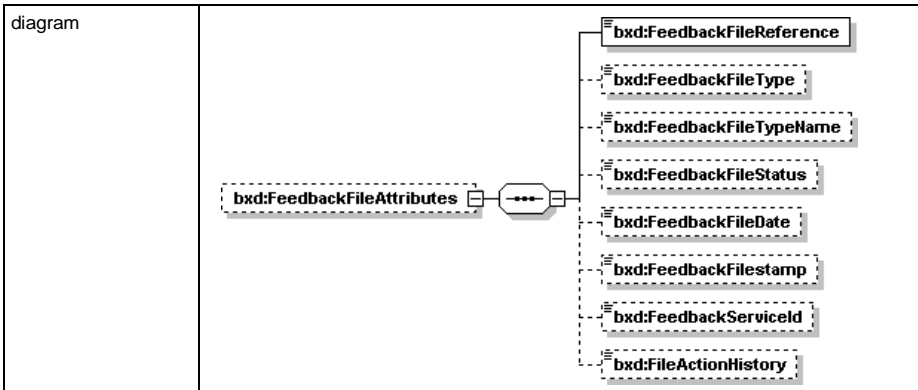 diagram
bxd:FeedbackFileReference
bxd:FeedbackFileType
bxd:FeedbackFileTypeName
bxd:FeedbackFileStatus
bxd:FeedbackFileAttributes
bxd:FeedbackFileDate
bxd:FeedbackFilestamp
bxd:FeedbackServiceId
bxd:FileActionHistory